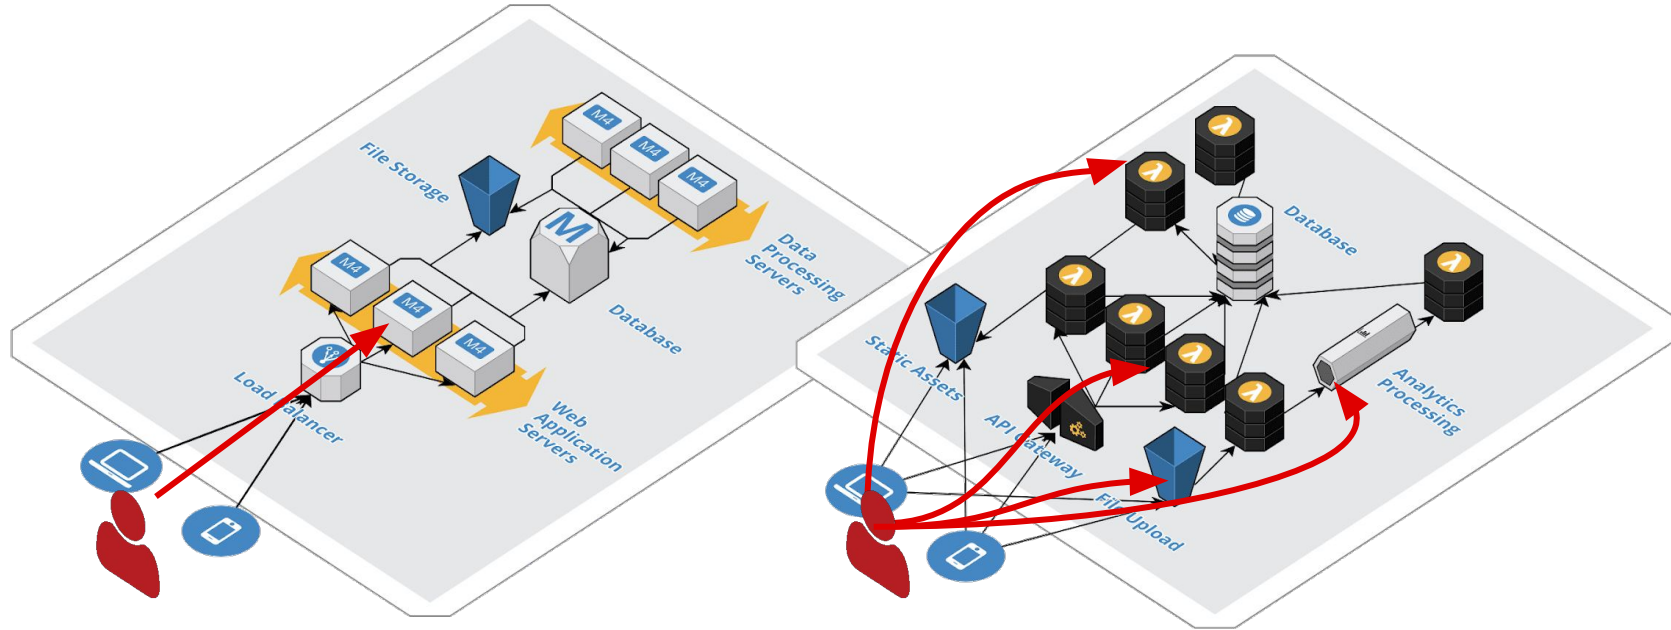 M4
M4
M4
File Storage
M
Data
Processing
Servers
M4
M4
M4
Database
Load Balancer
Web
Application
Servers
λ
λ
Database
λ
λ
λ
λ
λ
Static Assets
Analytics
Processing
API Gateway
File Upload